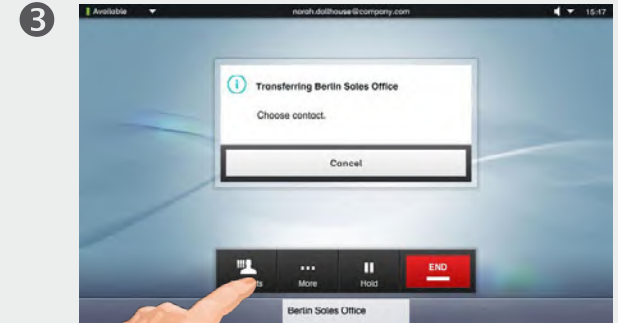 3
Available
norah.dollhouse@company.com
15:47
Transferring Berlin Sales Office
Choose contact.
Cancel
More
Hold
END
Berlin Sales Office